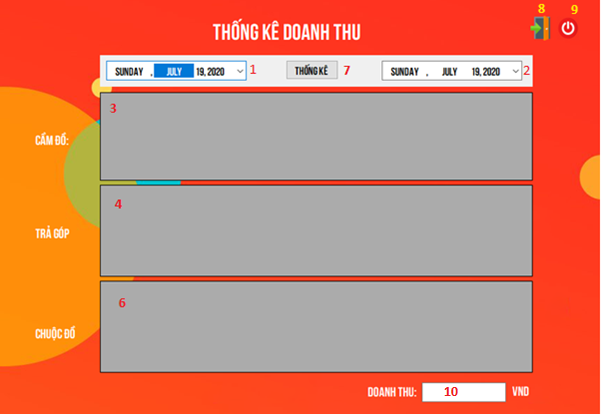 8 9
THỐNG KÊ DOANH THU
SUNDAY , JULY 19, 2020 1 THỐNG KÊ 7 SUNDAY , JULY 19, 2020 2
3
CẦM ĐỒ:
4
TRẢ GÓP
6
CHUỘC ĐỒ
DOANH THU: 10 VND